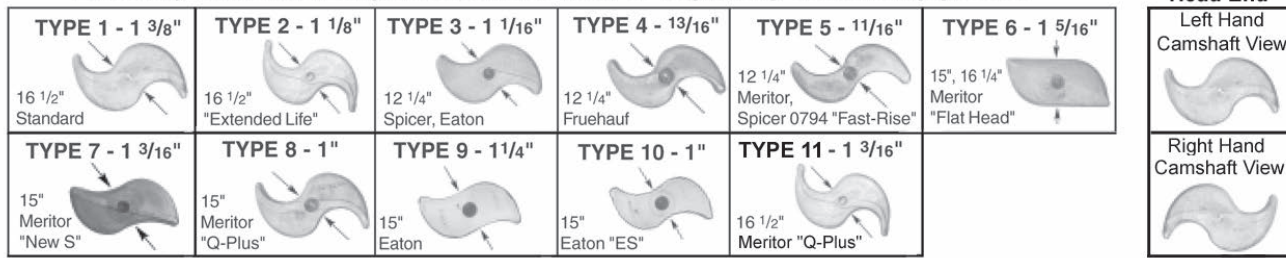 TYPE 1 - 1 3/8"
16 1/2"
Standard
TYPE 2 - 1 1/8"
16 1/2"
"Extended Life"
TYPE 3 - 1 1/16"
12 1/4"
Spicer, Eaton
TYPE 4 - 13/16"
12 1/4"
Fruehauf
TYPE 5 - 11/16"
12 1/4"
Meritor,
Spicer 0794 "Fast-Rise"
TYPE 6 - 1 5/16"
15", 16 1/4"
Meritor
"Flat Head"
TYPE 7 - 1 3/16"
15"
Meritor
"New S"
TYPE 8 - 1"
15"
Meritor
"Q-Plus"
TYPE 9 - 1 1/4"
15"
Eaton
TYPE 10 - 1"
15"
Eaton "ES"
TYPE 11 - 1 3/16"
16 1/2"
Meritor "Q-Plus"
Left Hand
Camshaft View
Right Hand
Camshaft View